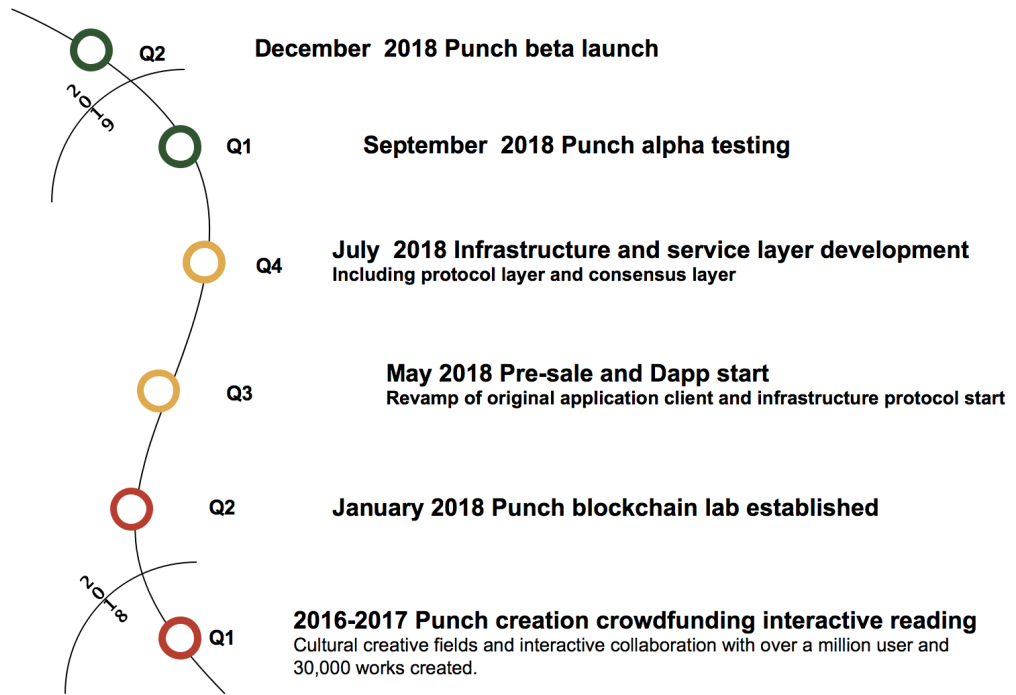 Q2
December 2018 Punch beta launch
2019
Q1
September 2018 Punch alpha testing
Q4
July 2018 Infrastructure and service layer development
Including protocol layer and consensus layer
Q3
May 2018 Pre-sale and Dapp start
Revamp of original application client and infrastructure protocol start
Q2
January 2018 Punch blockchain lab established
2018
Q1
2016-2017 Punch creation crowdfunding interactive reading
Cultural creative fields and interactive collaboration with over a million user and
30,000 works created.